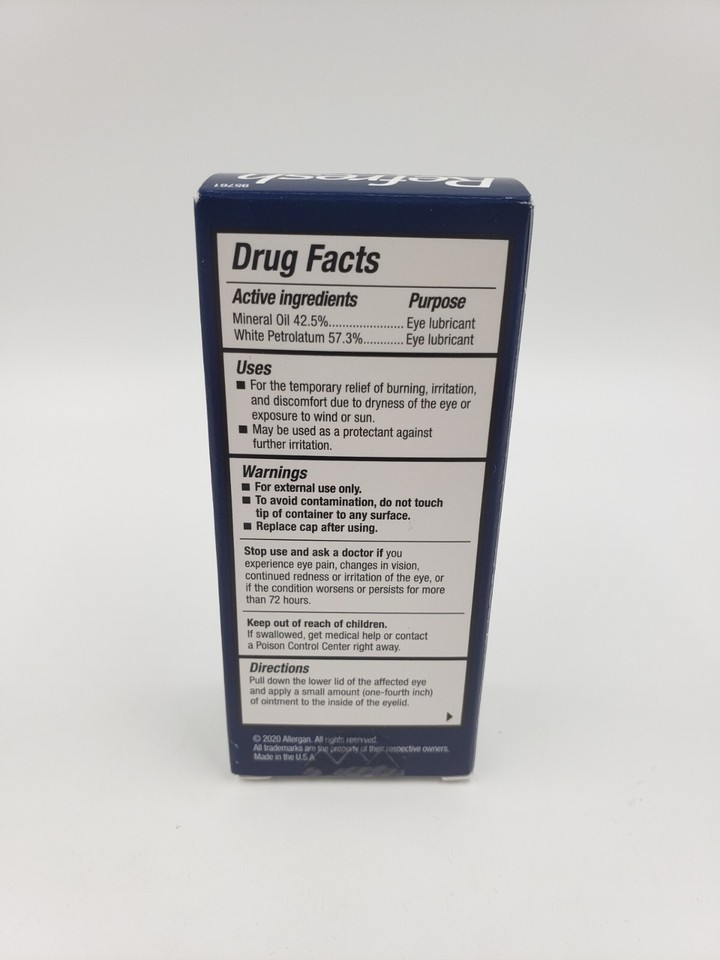 Refresh
95761
Drug Facts
Active ingredients Purpose
Mineral Oil 42.5%...................... Eye lubricant
White Petrolatum 57.3%............ Eye lubricant
Uses
■ For the temporary relief of burning, irritation,
and discomfort due to dryness of the eye or
exposure to wind or sun.
■ May be used as a protectant against
further irritation.
Warnings
■ For external use only.
■ To avoid contamination, do not touch
tip of container to any surface.
■ Replace cap after using.
Stop use and ask a doctor if you
experience eye pain, changes in vision,
continued redness or irritation of the eye, or
if the condition worsens or persists for more
than 72 hours.
Keep out of reach of children.
If swallowed, get medical help or contact
a Poison Control Center right away.
Directions
Pull down the lower lid of the affected eye
and apply a small amount (one-fourth inch)
of ointment to the inside of the eyelid.
© 2020 Allergan. All rights reserved.
All trademarks are the property of their respective owners.
Made in the U.S.A